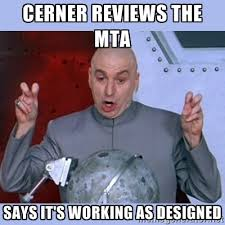 CERNER REVIEWS THE
MTA
SAYS IT'S WORKING AS DESIGNED